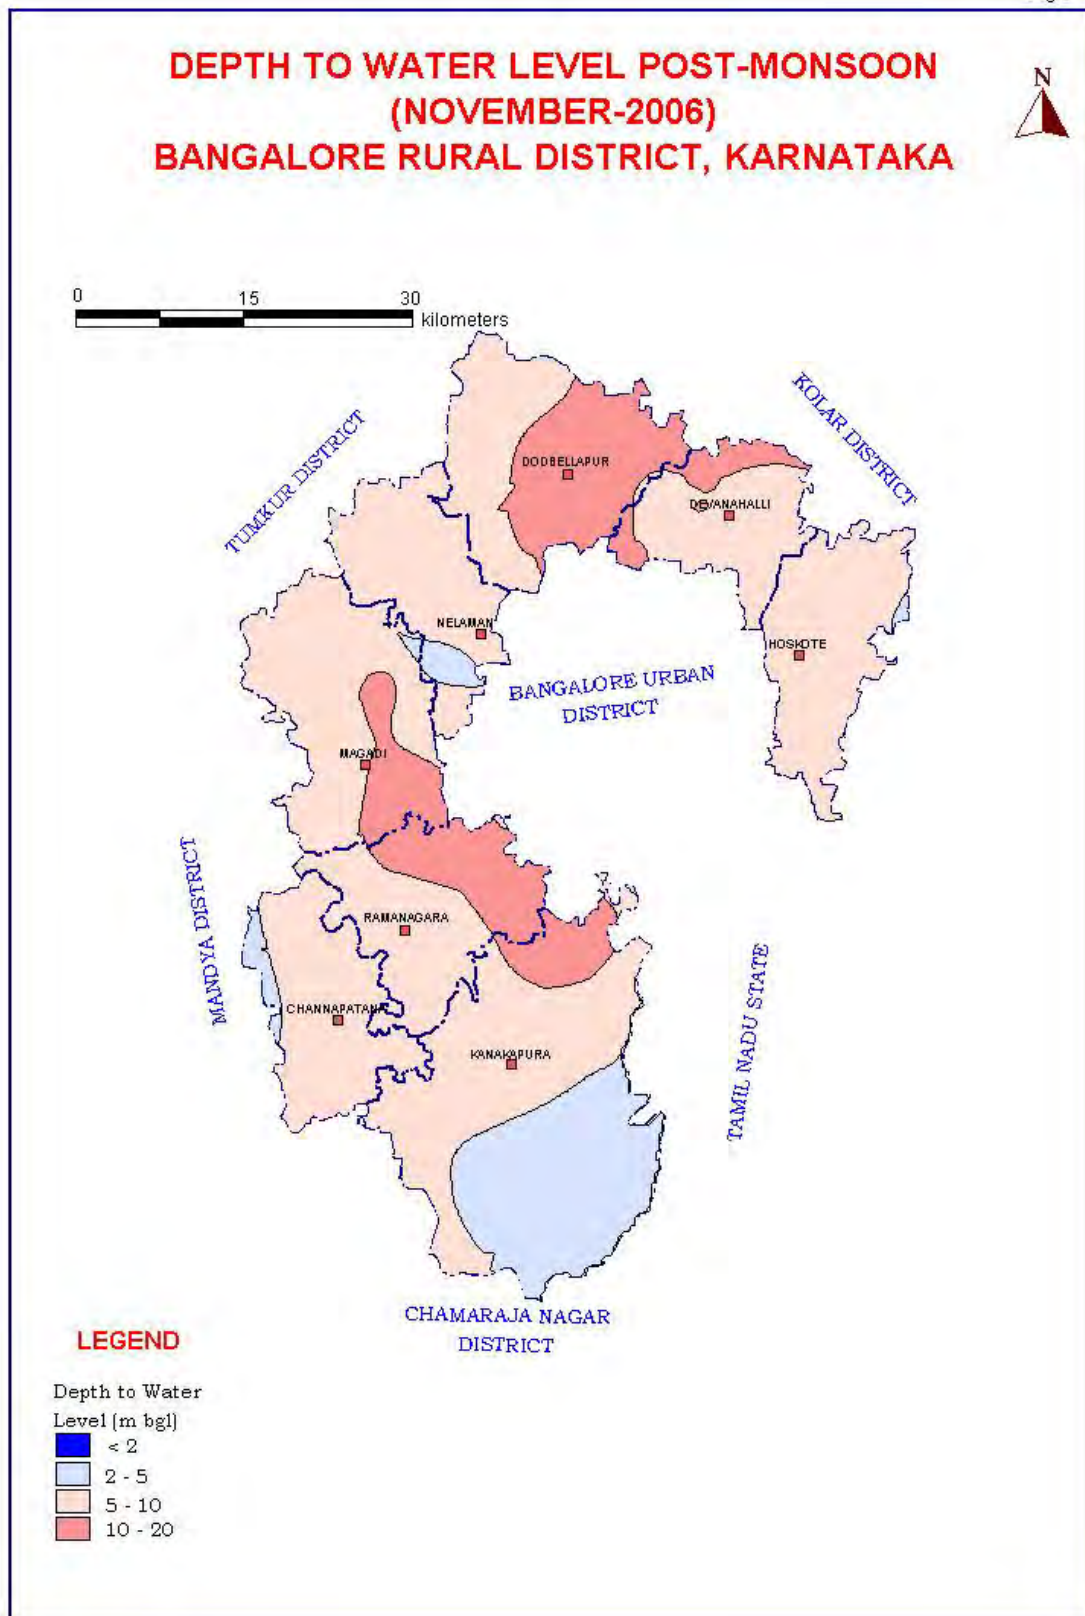 DEPTH TO WATER LEVEL POST-MONSOON
(NOVEMBER-2006)
BANGALORE RURAL DISTRICT, KARNATAKA
N
0 15 30
kilometers
TUMKUR DISTRICT
KOLAR DISTRICT
DODBELLAPUR
DEVANAHALLI
NELAMAN
HOSKOTE
BANGALORE URBAN
DISTRICT
MAGADI
MANDYA DISTRICT
RAMANAGARA
TAMIL NADU STATE
CHANNAPATANA
KANAKAPURA
CHAMARAJA NAGAR
DISTRICT
LEGEND
Depth to Water
Level (m bgl)
< 2
2 - 5
5 - 10
10 - 20